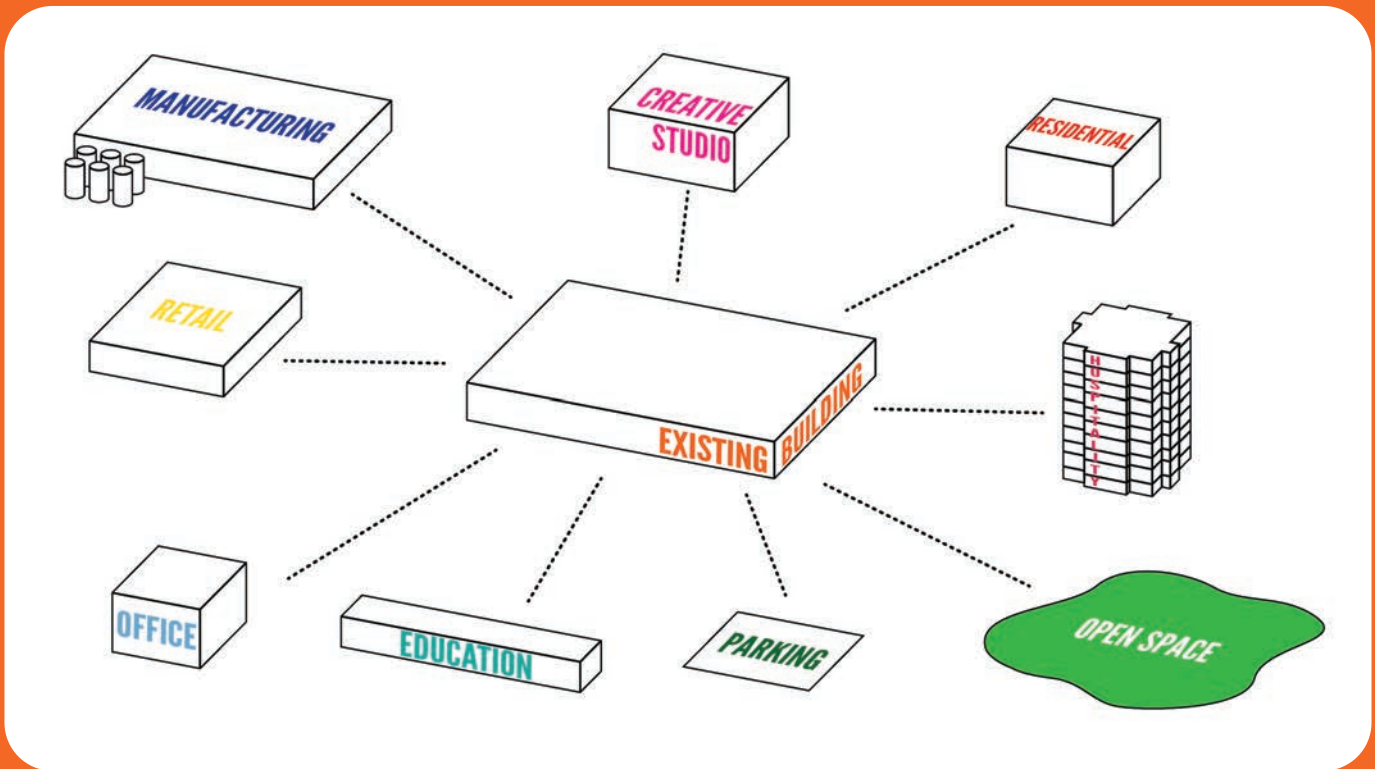 MANUFACTURING
CREATIVE
STUDIO
RESIDENTIAL
RETAIL
EXISTING BUILDING
HOSPITALITY
OFFICE
EDUCATION
PARKING
OPEN SPACE